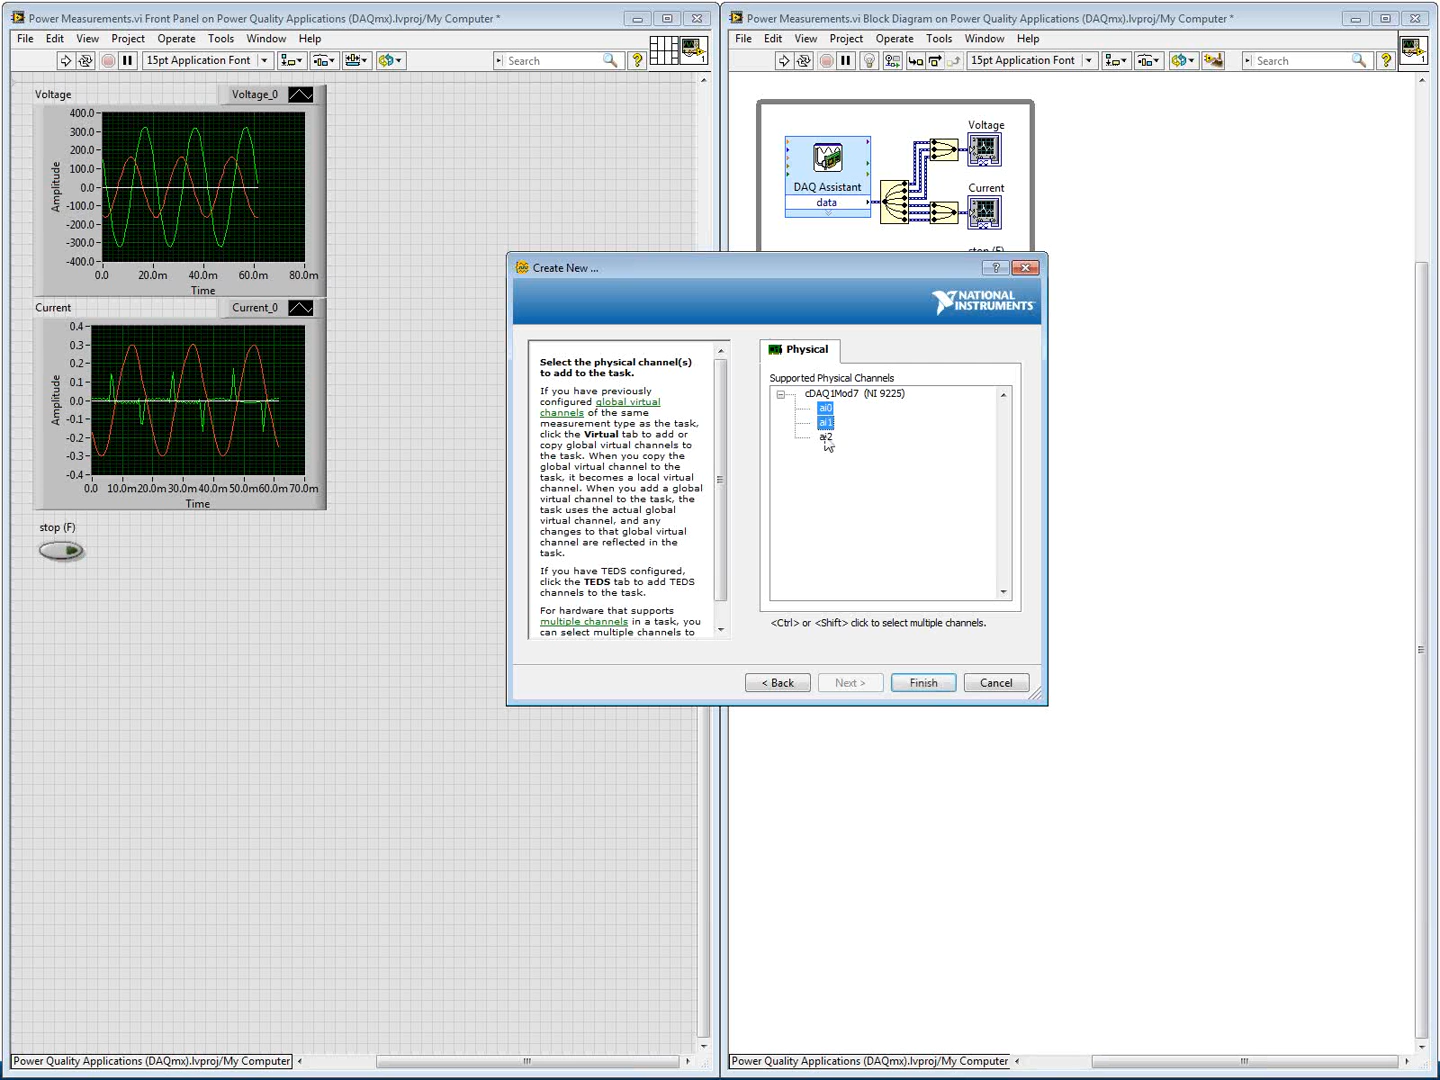 Power Measurements.vi Front Panel on Power Quality Applications (DAQmx).lvproj/My Computer *
File Edit View Project Operate Tools Window Help
15pt Application Font
Search
Voltage
Voltage_0
400.0
300.0
200.0
100.0
0.0
-100.0
-200.0
-300.0
-400.0
Amplitude
0.0 20.0m 40.0m 60.0m 80.0m
Time
Current
Current_0
0.4
0.3
0.2
0.1
0.0
-0.1
-0.2
-0.3
-0.4
Amplitude
0.0 10.0m 20.0m 30.0m 40.0m 50.0m 60.0m 70.0m
Time
stop (F)
Power Quality Applications (DAQmx).lvproj/My Computer
Power Measurements.vi Block Diagram on Power Quality Applications (DAQmx).lvproj/My Computer *
File Edit View Project Operate Tools Window Help
15pt Application Font
Search
Voltage
DAQ Assistant
data
Current
stop (F)
Create New ...
NATIONAL
INSTRUMENTS
Select the physical channel(s)
to add to the task.
If you have previously
configured global virtual
channels of the same
measurement type as the task,
click the Virtual tab to add or
copy global virtual channels to
the task. When you copy the
global virtual channel to the
task, it becomes a local virtual
channel. When you add a global
virtual channel to the task, the
task uses the actual global
virtual channel, and any
changes to that global virtual
channel are reflected in the
task.
If you have TEDS configured,
click the TEDS tab to add TEDS
channels to the task.
For hardware that supports
multiple channels in a task, you
can select multiple channels to
Physical
Supported Physical Channels
cDAQ1Mod7 (NI 9225)
ai0
ai1
ai2
<Ctrl> or <Shift> click to select multiple channels.
< Back Next > Finish Cancel
Power Quality Applications (DAQmx).lvproj/My Computer